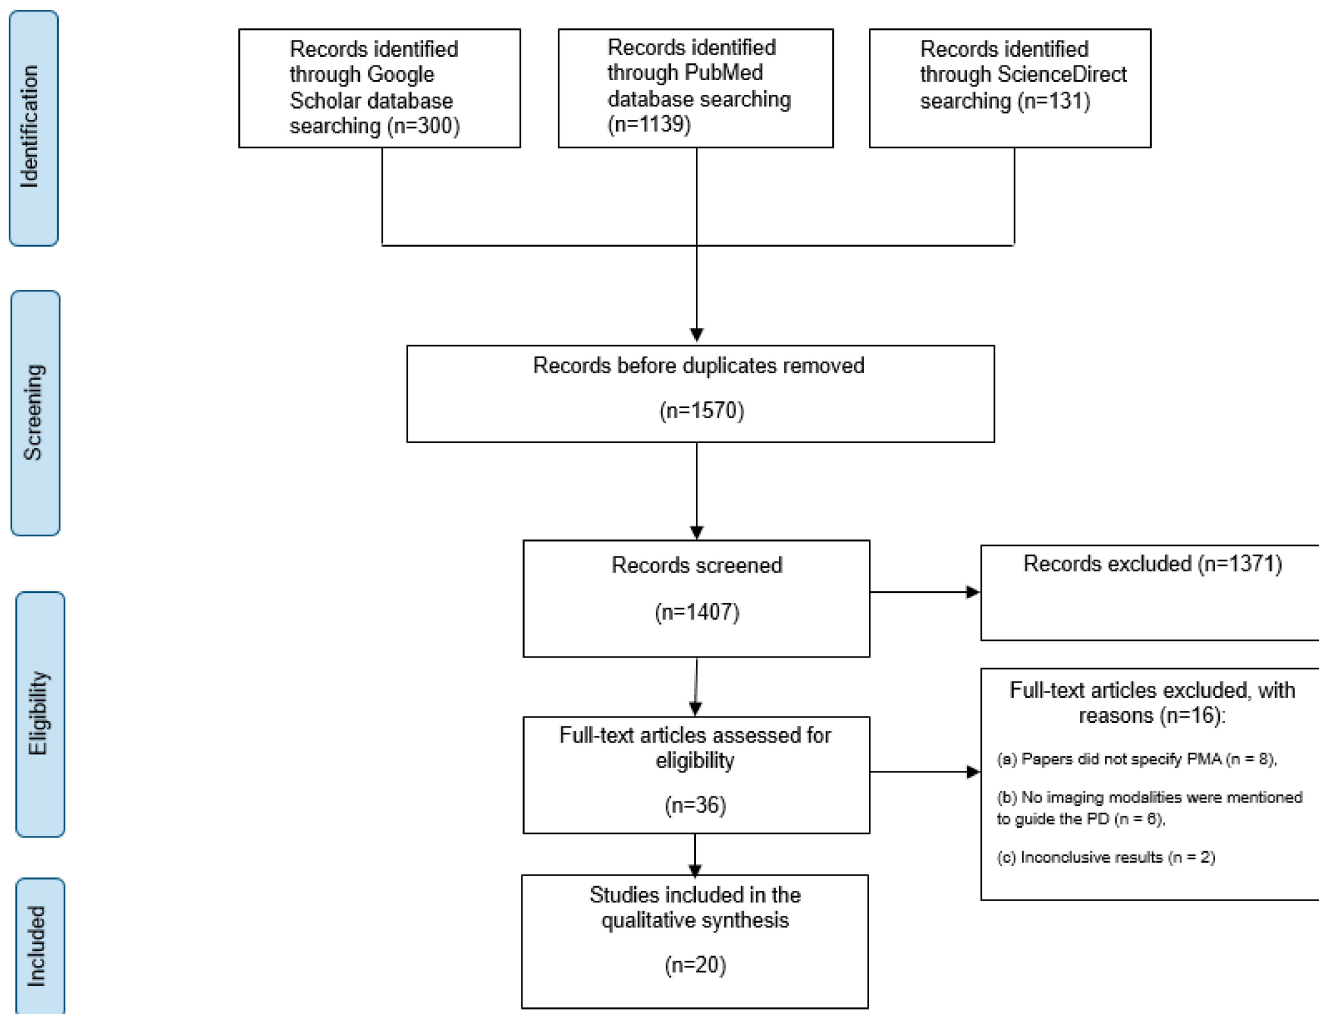 Identification
Records identified
through Google
Scholar database
searching (n=300)
Records identified
through PubMed
database searching
(n=1139)
Records identified
through ScienceDirect
searching (n=131)
Screening
Records before duplicates removed
(n=1570)
Records screened
(n=1407)
Records excluded (n=1371)
Eligibility
Full-text articles assessed for
eligibility
(n=36)
Full-text articles excluded, with
reasons (n=16):
(a) Papers did not specify PMA (n = 8),
(b) No imaging modalities were mentioned
to guide the PD (n = 6),
(c) Inconclusive results (n = 2)
Included
Studies included in the
qualitative synthesis
(n=20)